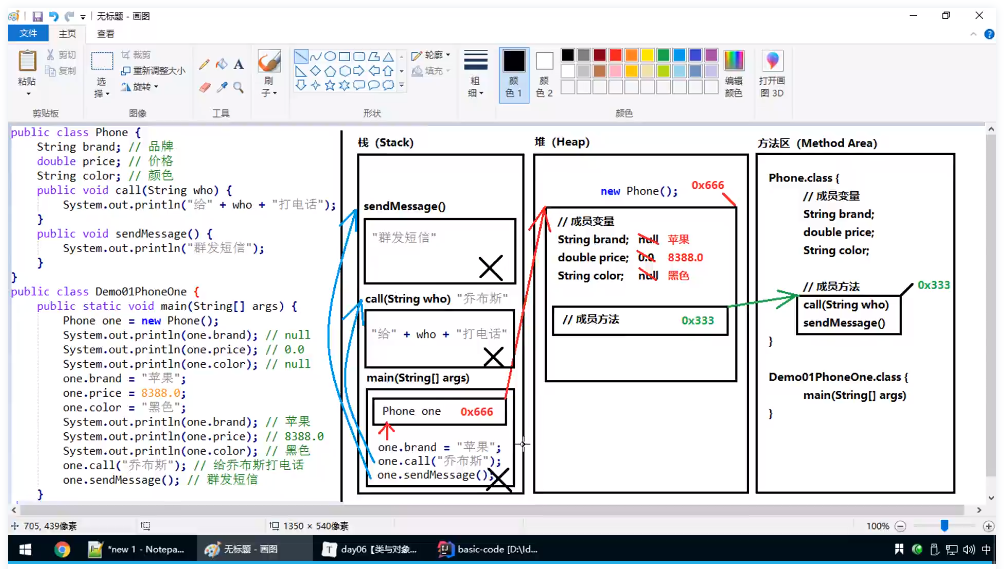 无标题 - 画图
文件 主页 查看
粘贴
剪切
复制
剪贴板
选择
裁剪
重新调整大小
旋转
图像
工具
刷子
轮廓
填充
形状
粗细
颜色 1
颜色 2
编辑颜色
颜色
打开画图 3D
public class Phone {
String brand; // 品牌
double price; // 价格
String color; // 颜色
public void call(String who) {
System.out.println("给" + who + "打电话");
}
public void sendMessage() {
System.out.println("群发短信");
}
}
public class Demo01PhoneOne {
public static void main(String[] args) {
Phone one = new Phone();
System.out.println(one.brand); // null
System.out.println(one.price); // 0.0
System.out.println(one.color); // null
one.brand = "苹果";
one.price = 8388.0;
one.color = "黑色";
System.out.println(one.brand); // 苹果
System.out.println(one.price); // 8388.0
System.out.println(one.color); // 黑色
one.call("乔布斯"); // 给乔布斯打电话
one.sendMessage(); // 群发短信
}
栈（Stack）
sendMessage()
"群发短信"
call(String who) "乔布斯"
"给" + who + "打电话"
main(String[] args)
Phone one 0x666
one.brand = "苹果";
one.call("乔布斯");
one.sendMessage();
堆（Heap）
new Phone(); 0x666
// 成员变量
String brand; null 苹果
double price; 0.0 8388.0
String color; null 黑色
// 成员方法 0x333
方法区（Method Area）
Phone.class {
// 成员变量
String brand;
double price;
String color;
// 成员方法 0x333
call(String who)
sendMessage()
}
Demo01PhoneOne.class {
main(String[] args)
}
705, 439像素
1350 × 540像素
100%
*new 1 - Notepa...
无标题 - 画图
day06【类与对象...
basic-code [D:\Id...
中